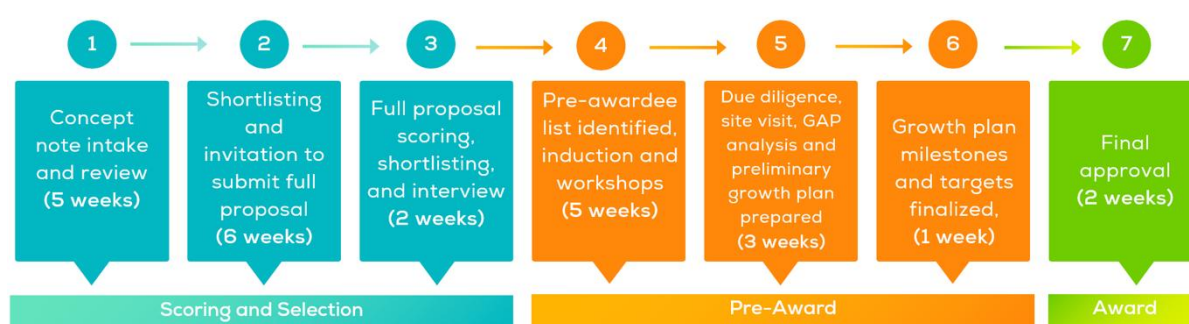 1
2
3
4
5
6
7
Concept
note intake
and review
(5 weeks)
Shortlisting
and
invitation to
submit full
proposal
(6 weeks)
Full proposal
scoring,
shortlisting,
and interview
(2 weeks)
Pre-awardee
list identified,
induction and
workshops
(5 weeks)
Due diligence,
site visit, GAP
analysis and
preliminary
growth plan
prepared
(3 weeks)
Growth plan
milestones
and targets
finalized,
(1 week)
Final
approval
(2 weeks)
Scoring and Selection
Pre-Award
Award